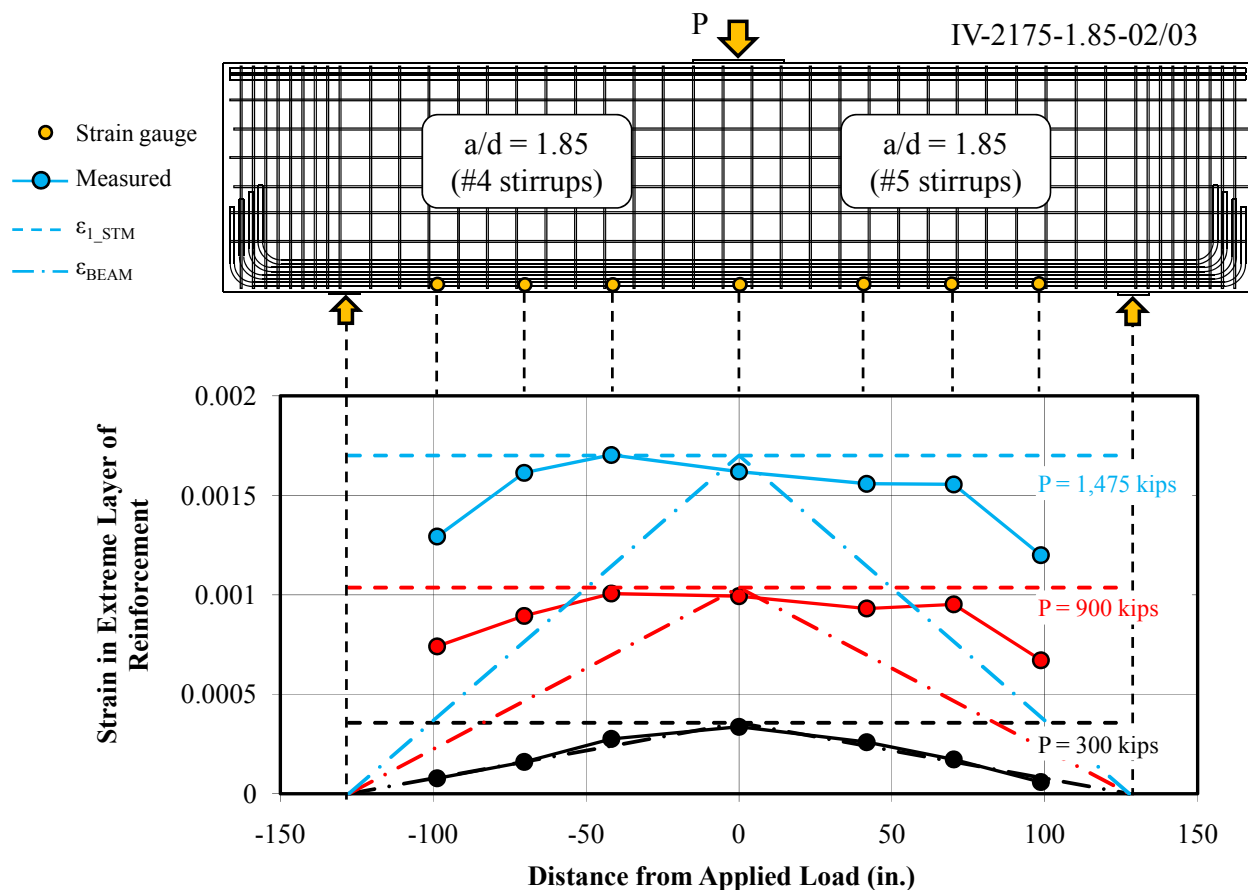 P
IV-2175-1.85-02/03
Strain gauge
Measured
ε1_STM
εBEAM
a/d = 1.85
(#4 stirrups)
a/d = 1.85
(#5 stirrups)
0.002
0.0015
0.001
0.0005
0
Strain in Extreme Layer of
Reinforcement
P = 1,475 kips
P = 900 kips
P = 300 kips
-150
-100
-50
0
50
100
150
Distance from Applied Load (in.)